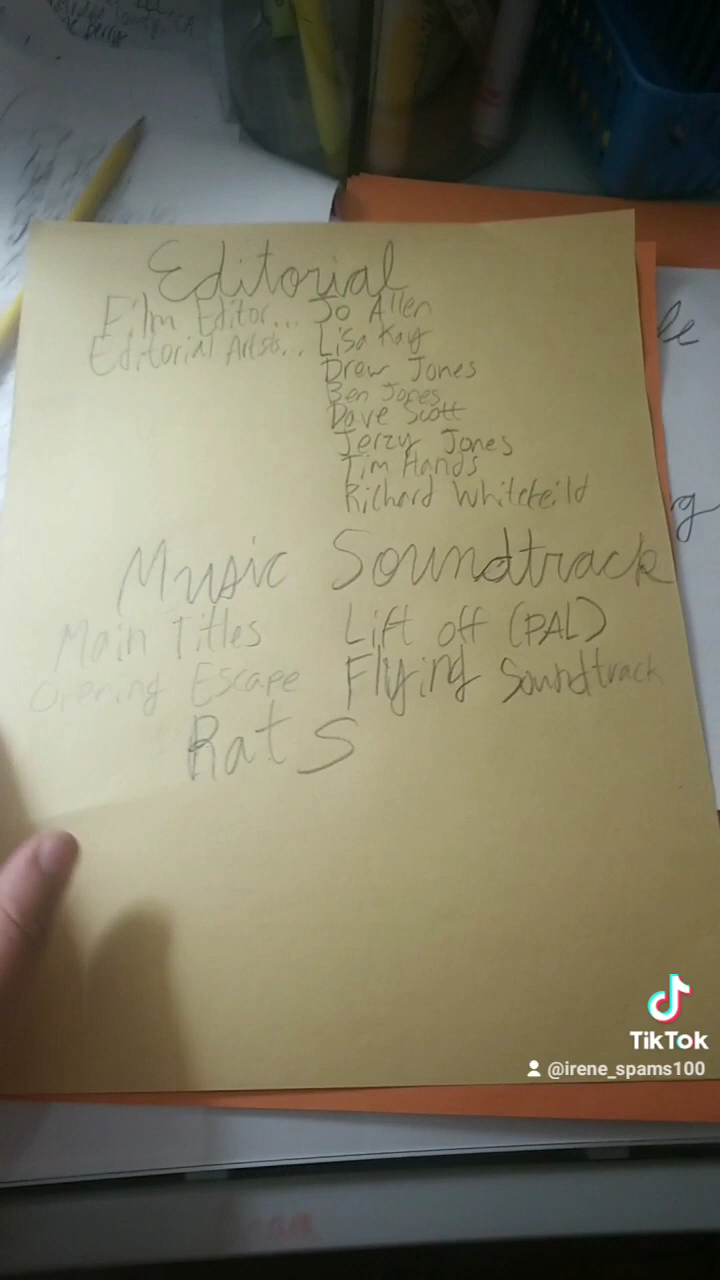 Editorial
Film Editor... Jo Allen
Editorial Artsts... Lisa Kay
Drew Jones
Ben Jones
Dave Scott
Jerzy Jones
Tim Hands
Richard Whitefeild
Music Soundtrack
Main Titles Lift off (PAL)
Opening Escape Flying Soundtrack
Rats
TikTok
@irene_spams100